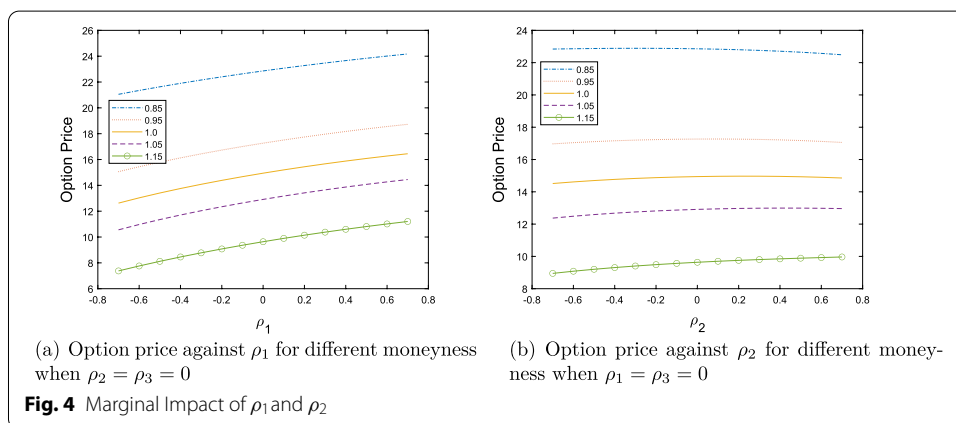 26
24
22
20
18
16
14
12
10
8
6
Option Price
0.85
0.95
1.0
1.05
1.15
-0.8 -0.6 -0.4 -0.2 0 0.2 0.4 0.6 0.8
ρ1
(a) Option price against ρ1 for different moneyness
when ρ2 = ρ3 = 0
24
22
20
18
16
14
12
10
8
Option Price
0.85
0.95
1.0
1.05
1.15
-0.8 -0.6 -0.4 -0.2 0 0.2 0.4 0.6 0.8
ρ2
(b) Option price against ρ2 for different money-
ness when ρ1 = ρ3 = 0
Fig. 4 Marginal Impact of ρ1and ρ2